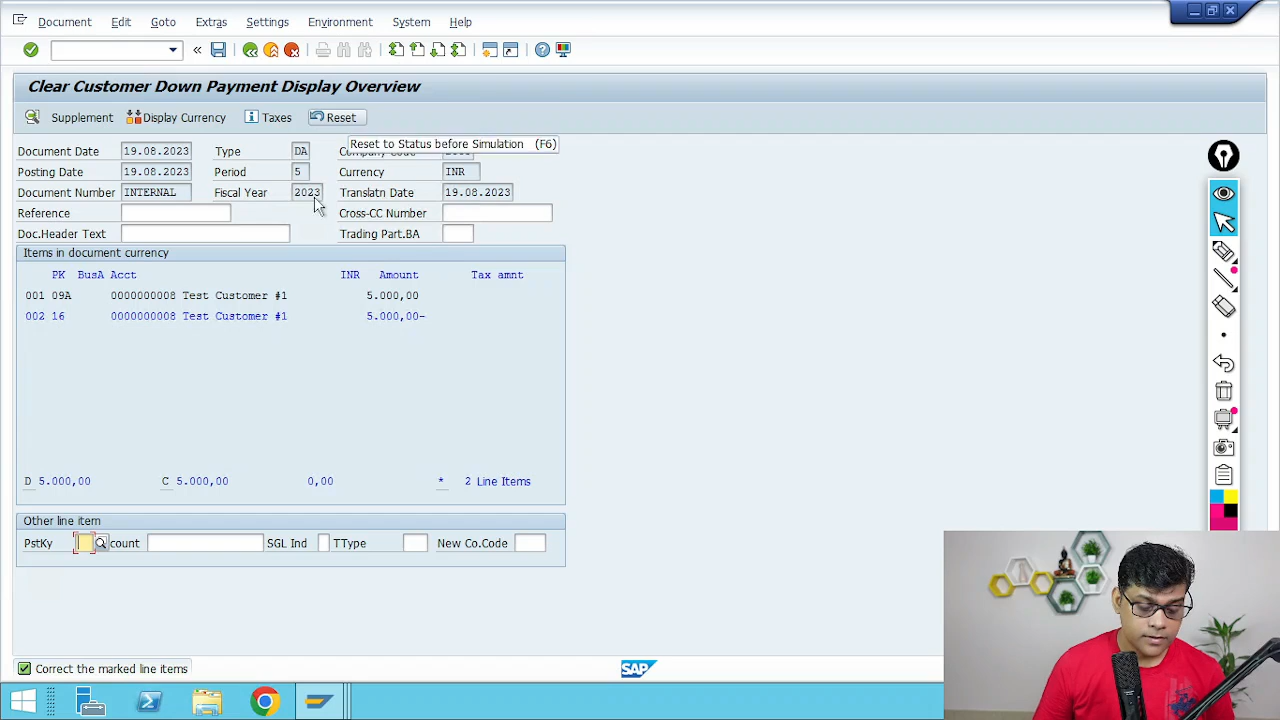 Document Edit Goto Extras Settings Environment System Help
Clear Customer Down Payment Display Overview
Supplement Display Currency Taxes Reset
Reset to Status before Simulation (F6)
Document Date 19.08.2023 Type DA
Posting Date 19.08.2023 Period 5 Currency INR
Document Number INTERNAL Fiscal Year 2023 Translatn Date 19.08.2023
Reference Cross-CC Number
Doc.Header Text Trading Part.BA
Items in document currency
PK BusA Acct INR Amount Tax amnt
001 09A 0000000008 Test Customer #1 5.000,00
002 16 0000000008 Test Customer #1 5.000,00-
D 5.000,00 C 5.000,00 0,00 * 2 Line Items
Other line item
PstKy count SGL Ind TType New Co.Code
Correct the marked line items
SAP